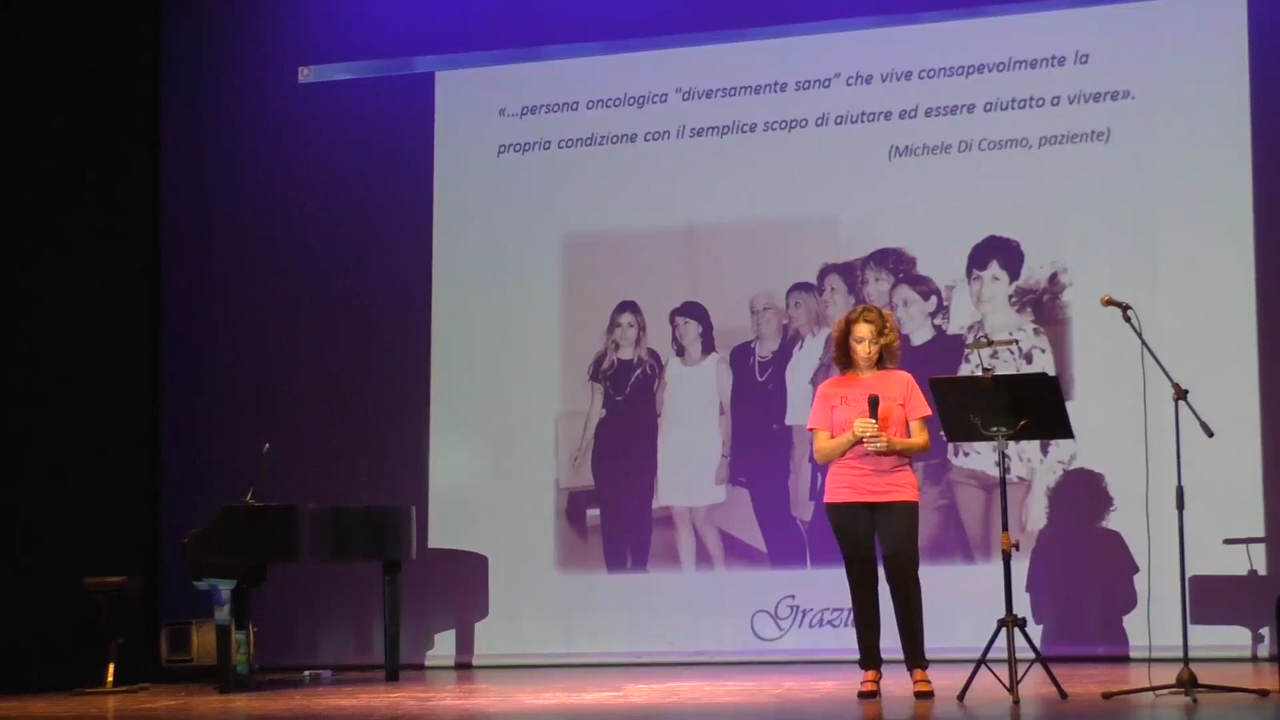 «...persona oncologica "diversamente sana” che vive consapevolmente la
propria condizione con il semplice scopo di aiutare ed essere aiutato a vivere».
(Michele Di Cosmo, paziente)